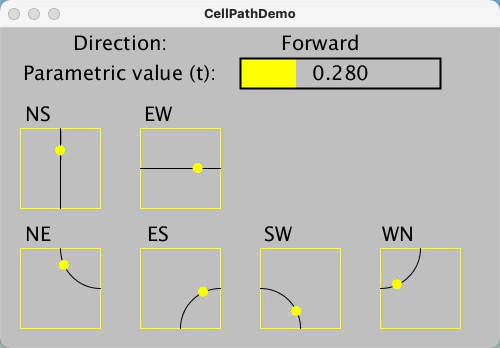 CellPathDemo
Direction: Forward
Parametric value (t): 0.280
NS EW
NE ES SW WN